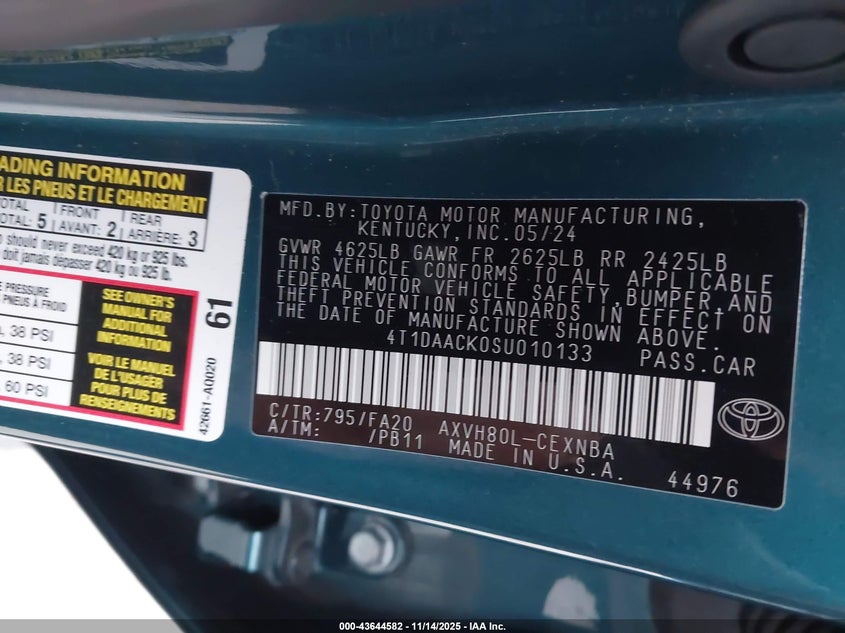 ADING INFORMATION
R LES PNEUS ET LE CHARGEMENT
TOTAL FRONT REAR
TOTAL: 5 AVANT: 2 ARRIÈRE: 3
should never exceed 420 kg or 925 lbs.
doit jamais dépasser 420 kg ou 925 lb.
PRESSURE
PNEUS À FROID
38 PSI
38 PSI
60 PSI
SEE OWNER'S
MANUAL FOR
ADDITIONAL
INFORMATION
VOIR LE MANUEL
DE L'USAGER
POUR PLUS DE
RENSEIGNEMENTS
42661-A0020
61
MFD.BY:TOYOTA MOTOR MANUFACTURING,
KENTUCKY,INC.05/24
GVWR 4625LB GAWR FR 2625LB RR 2425LB
THIS VEHICLE CONFORMS TO ALL APPLICABLE
FEDERAL MOTOR VEHICLE SAFETY,BUMPER,AND
THEFT PREVENTION STANDARDS IN EFFECT ON
THE DATE OF MANUFACTURE SHOWN ABOVE.
4T1DAACK0SU010133 PASS.CAR
C/TR:795/FA20 AXVH80L-CEXNBA
A/TM: /PB11 MADE IN U.S.A.
44976
000-43644582 - 11/14/2025 - IAA Inc.